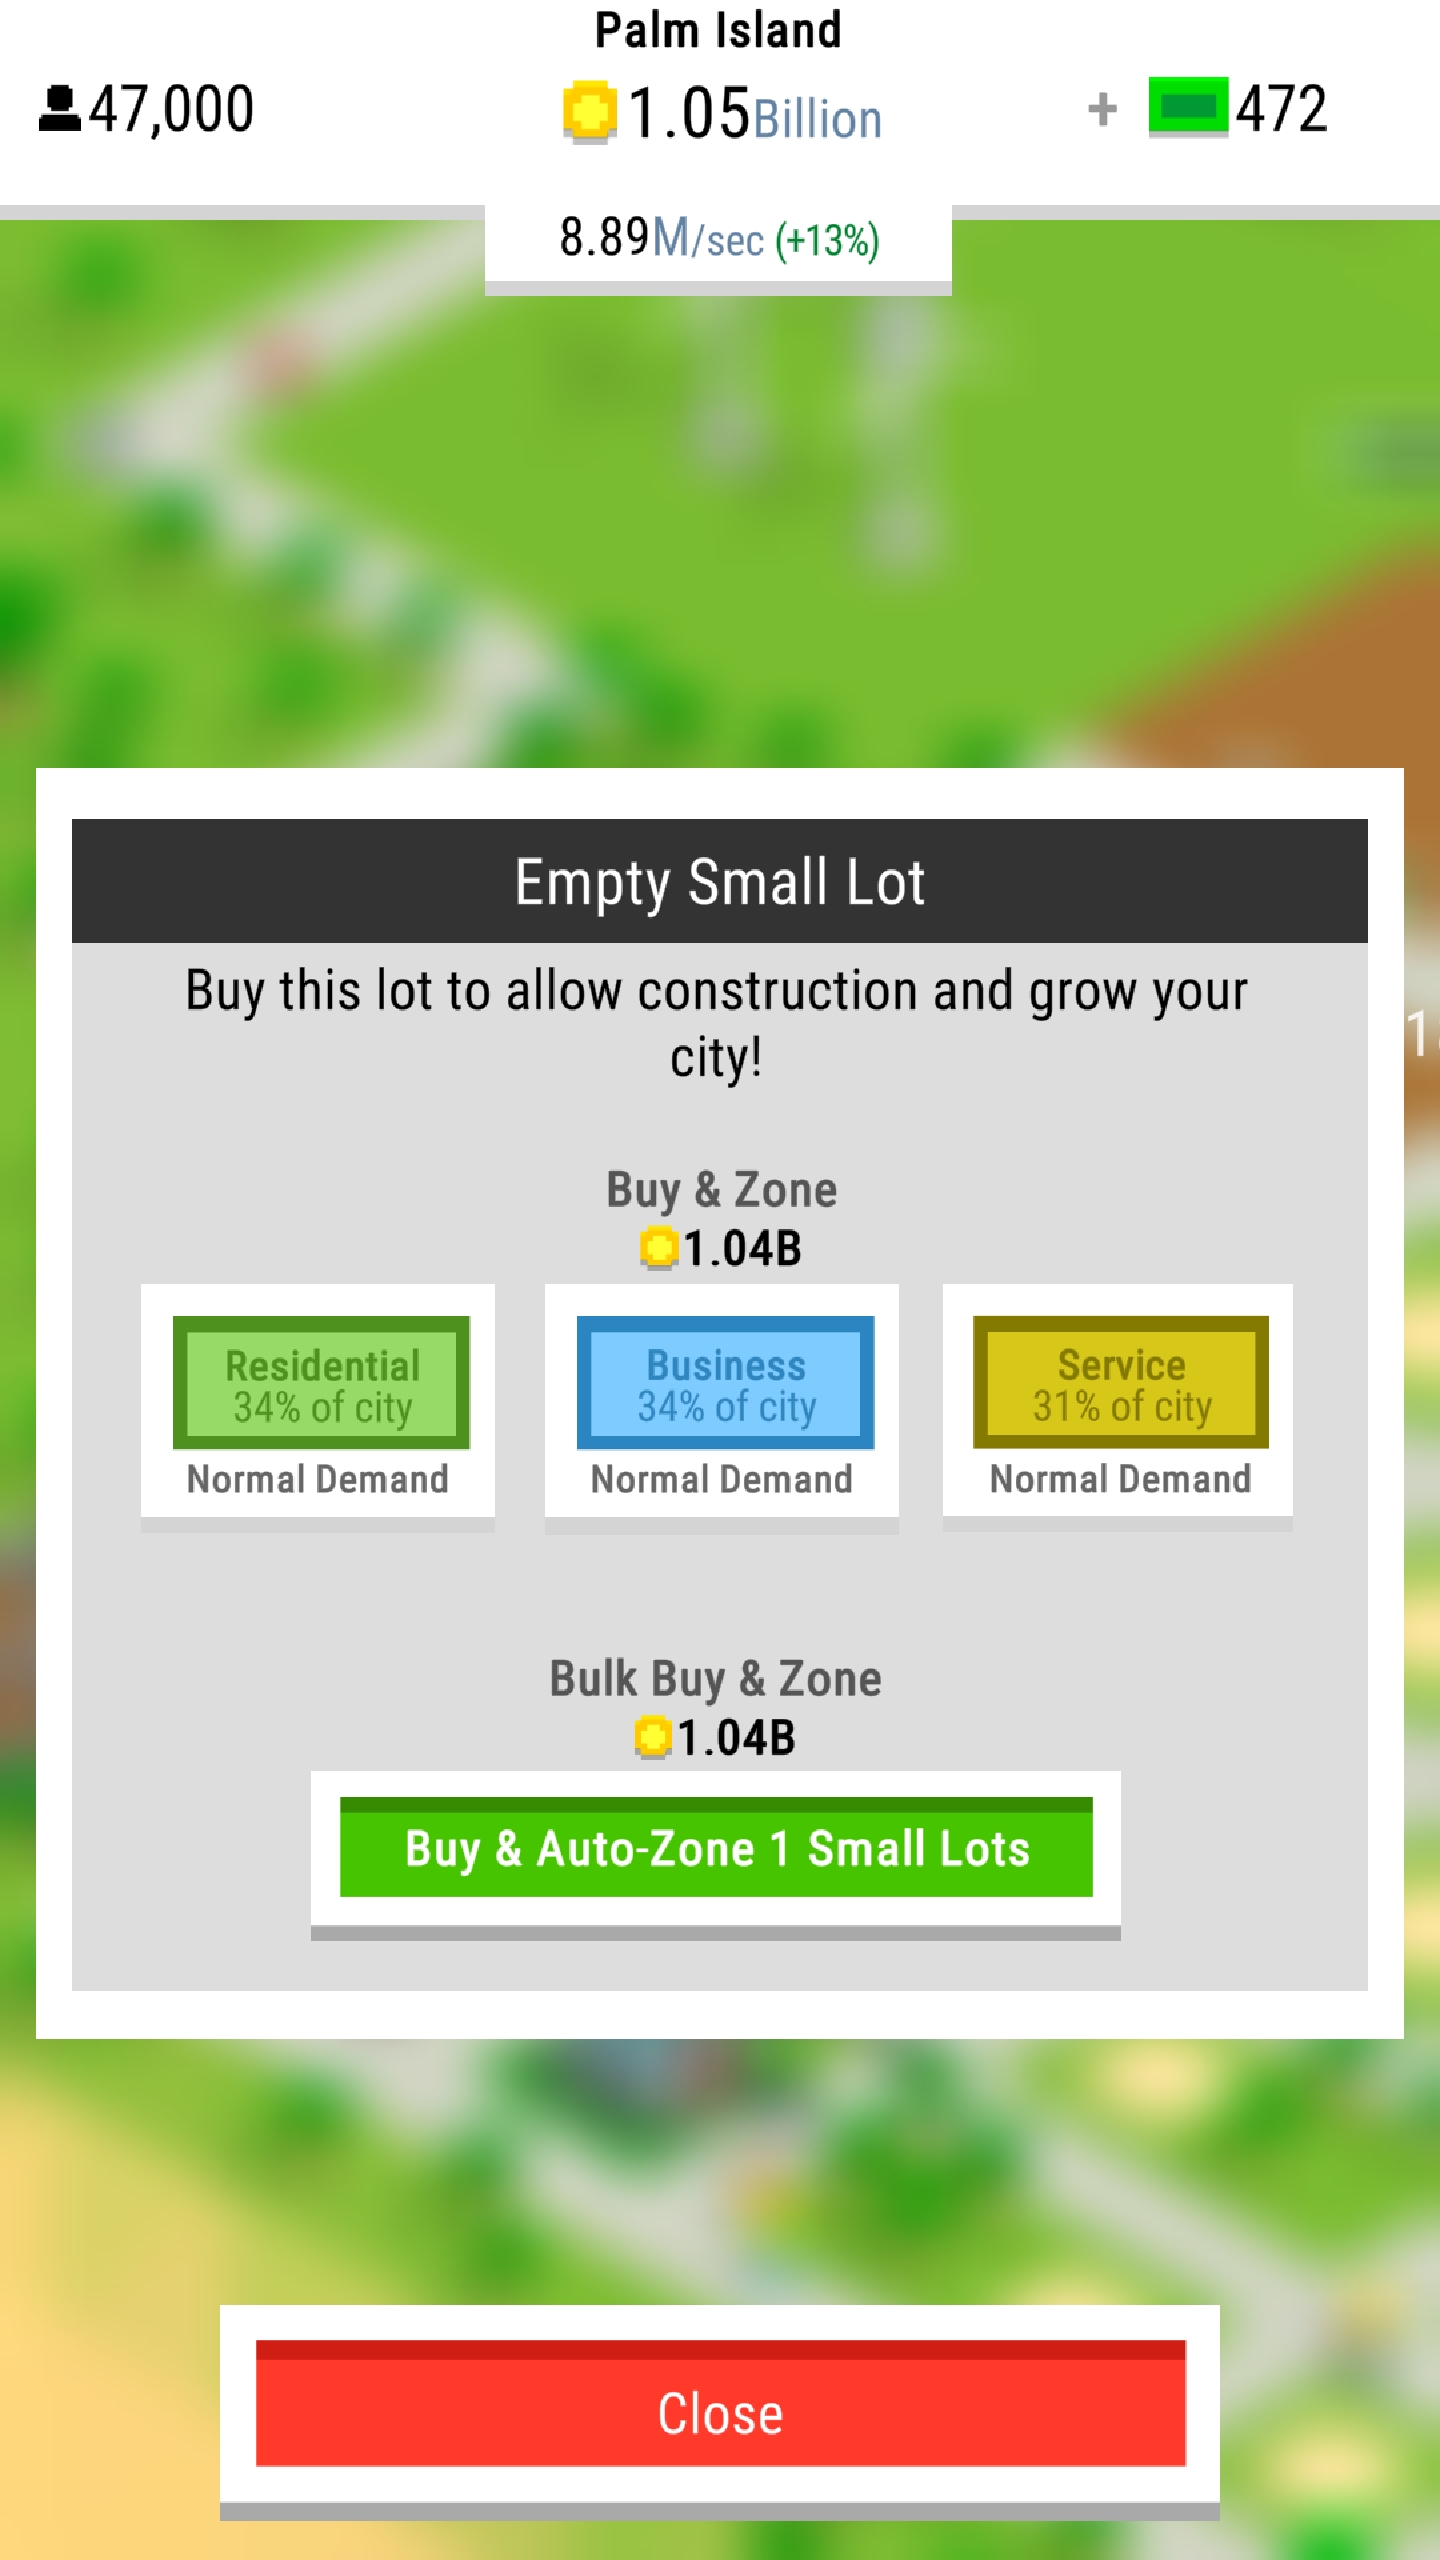 Palm Island
47,000
1.05Billion
+ 472
8.89M/sec (+13%)
Empty Small Lot
Buy this lot to allow construction and grow your
city!
Buy & Zone
1.04B
Residential
34% of city
Normal Demand
Business
34% of city
Normal Demand
Service
31% of city
Normal Demand
Bulk Buy & Zone
1.04B
Buy & Auto-Zone 1 Small Lots
Close